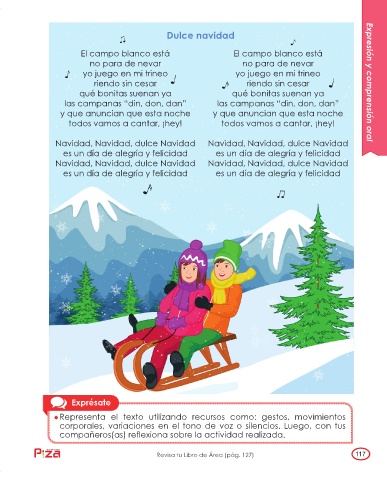 Dulce navidad
El campo blanco está
no para de nevar
yo juego en mi trineo
riendo sin cesar
qué bonitas suenan ya
las campanas "din, don, dan"
y que anuncian que esta noche
todos vamos a cantar, ¡hey!
Navidad, Navidad, dulce Navidad
es un día de alegría y felicidad
Navidad, Navidad, dulce Navidad
es un día de alegría y felicidad
El campo blanco está
no para de nevar
yo juego en mi trineo
riendo sin cesar
qué bonitas suenan ya
las campanas "din, don, dan"
y que anuncian que esta noche
todos vamos a cantar, ¡hey!
Navidad, Navidad, dulce Navidad
es un día de alegría y felicidad
Navidad, Navidad, dulce Navidad
es un día de alegría y felicidad
Expresión y comprensión oral
Exprésate
Representa el texto utilizando recursos como: gestos, movimientos
corporales, variaciones en el tono de voz o silencios. Luego, con tus
compañeros(as) reflexiona sobre la actividad realizada.
Revisa tu Libro de Área (pág. 127)
117